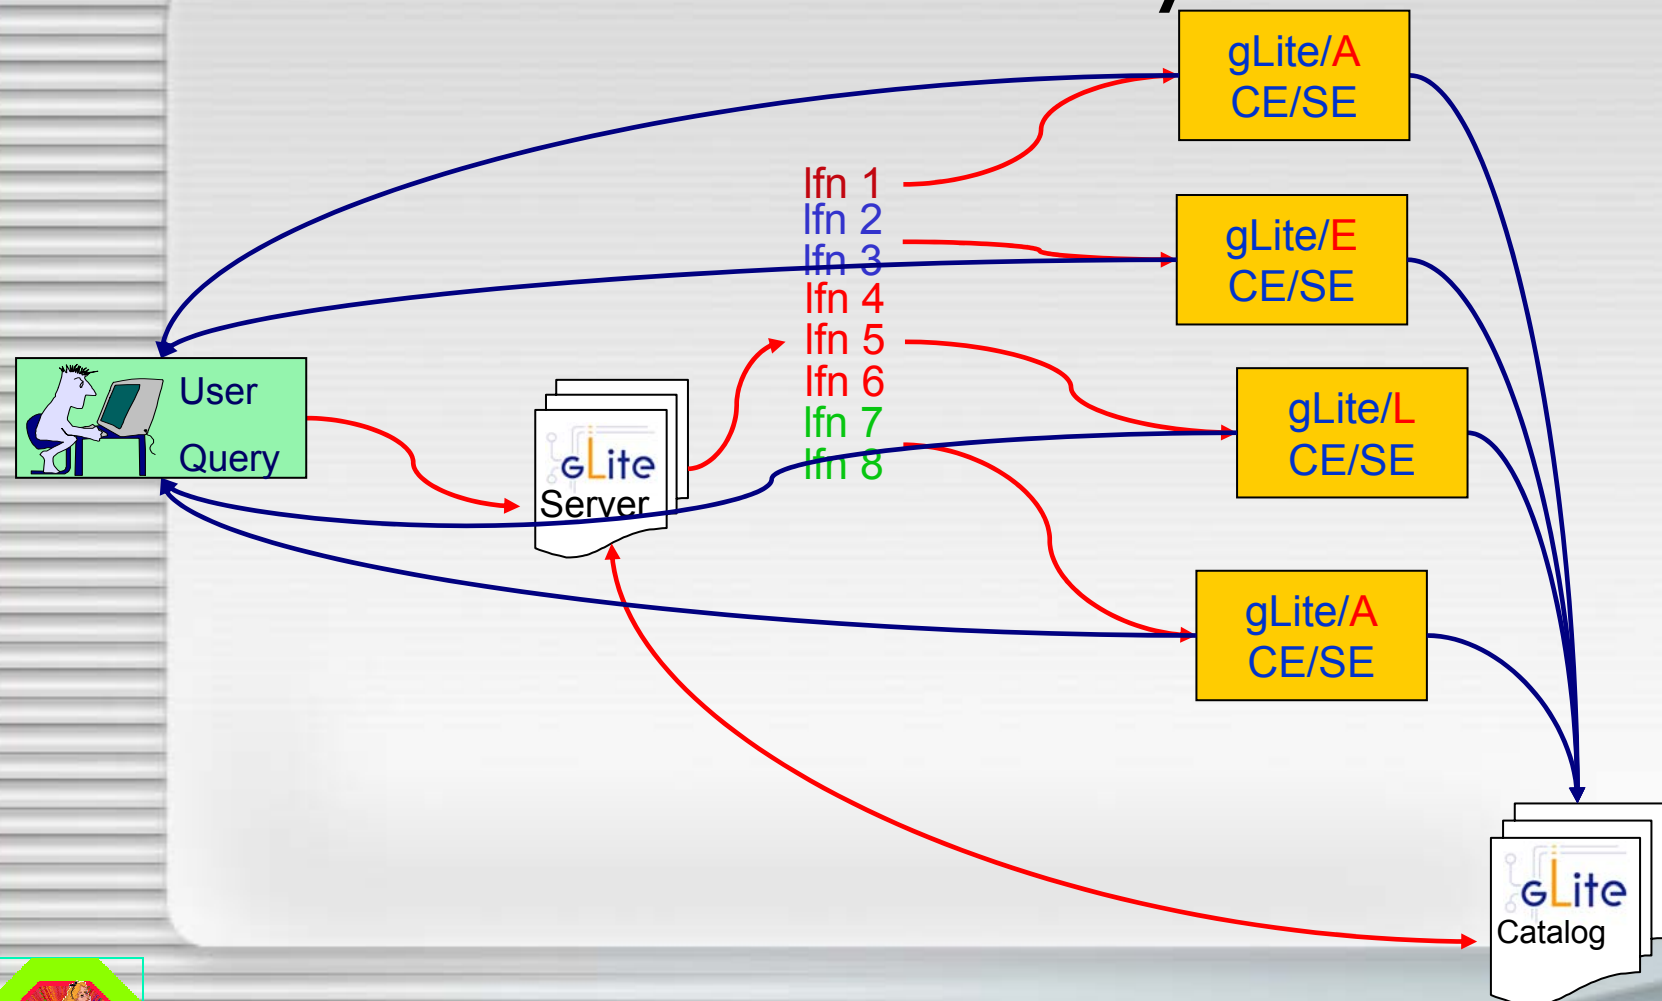 gLite/A
CE/SE
lfn 1
lfn 2
lfn 3
lfn 4
lfn 5
lfn 6
lfn 7
lfn 8
gLite/E
CE/SE
User
Query
gLite
Server
gLite/L
CE/SE
gLite/A
CE/SE
gLite
Catalog